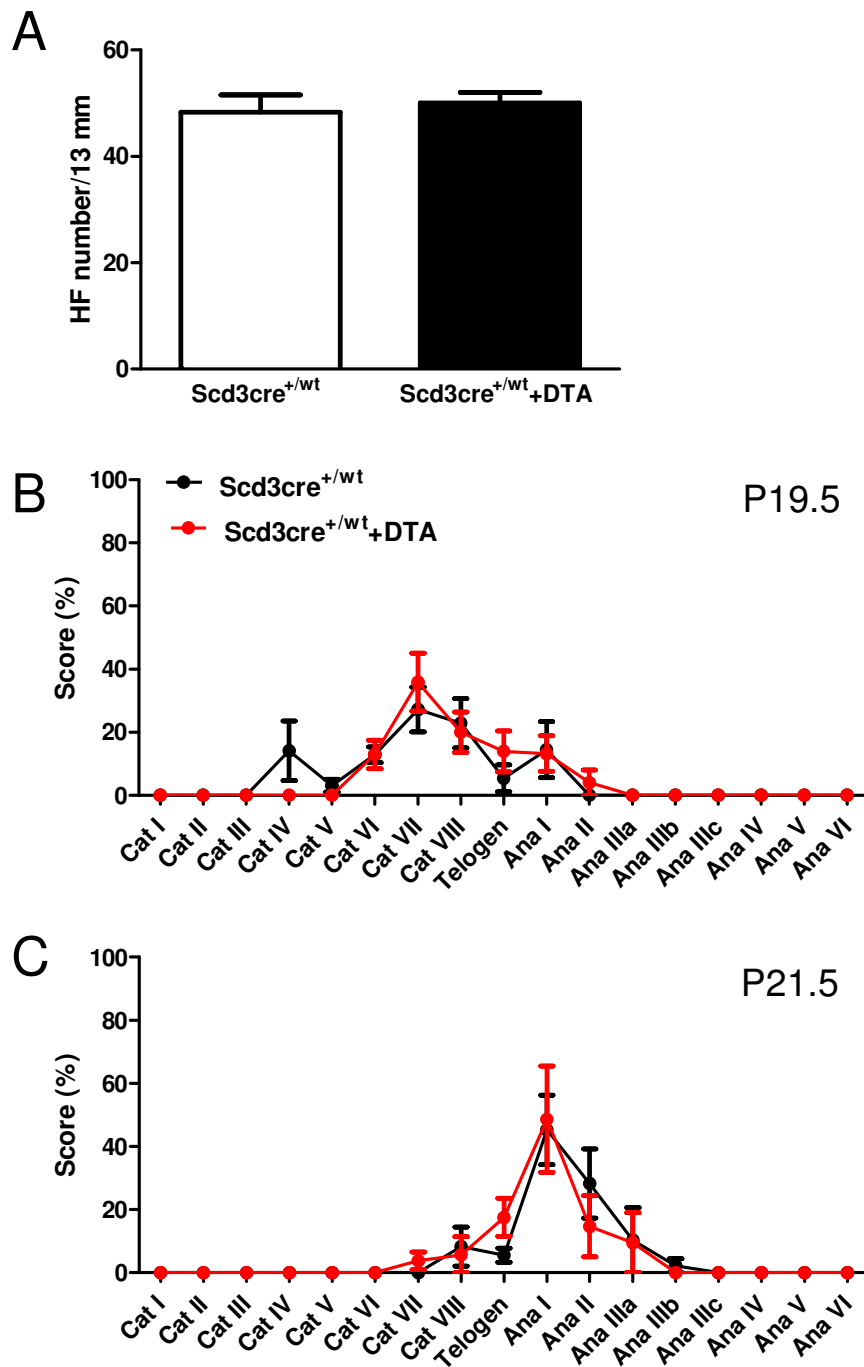 A
60
40
20
0
HF number/13 mm
Scd3cre+/wt
Scd3cre+/wt+DTA
B
100
80
60
40
20
0
Score (%)
Scd3cre+/wt
Scd3cre+/wt+DTA
P19.5
Cat I
Cat II
Cat III
Cat IV
Cat V
Cat VI
Cat VII
Cat VIII
Telogen
Ana I
Ana II
Ana IIIa
Ana IIIb
Ana IIIc
Ana IV
Ana V
Ana VI
C
100
80
60
40
20
0
Score (%)
P21.5
Cat I
Cat II
Cat III
Cat IV
Cat V
Cat VI
Cat VII
Cat VIII
Telogen
Ana I
Ana II
Ana IIIa
Ana IIIb
Ana IIIc
Ana IV
Ana V
Ana VI